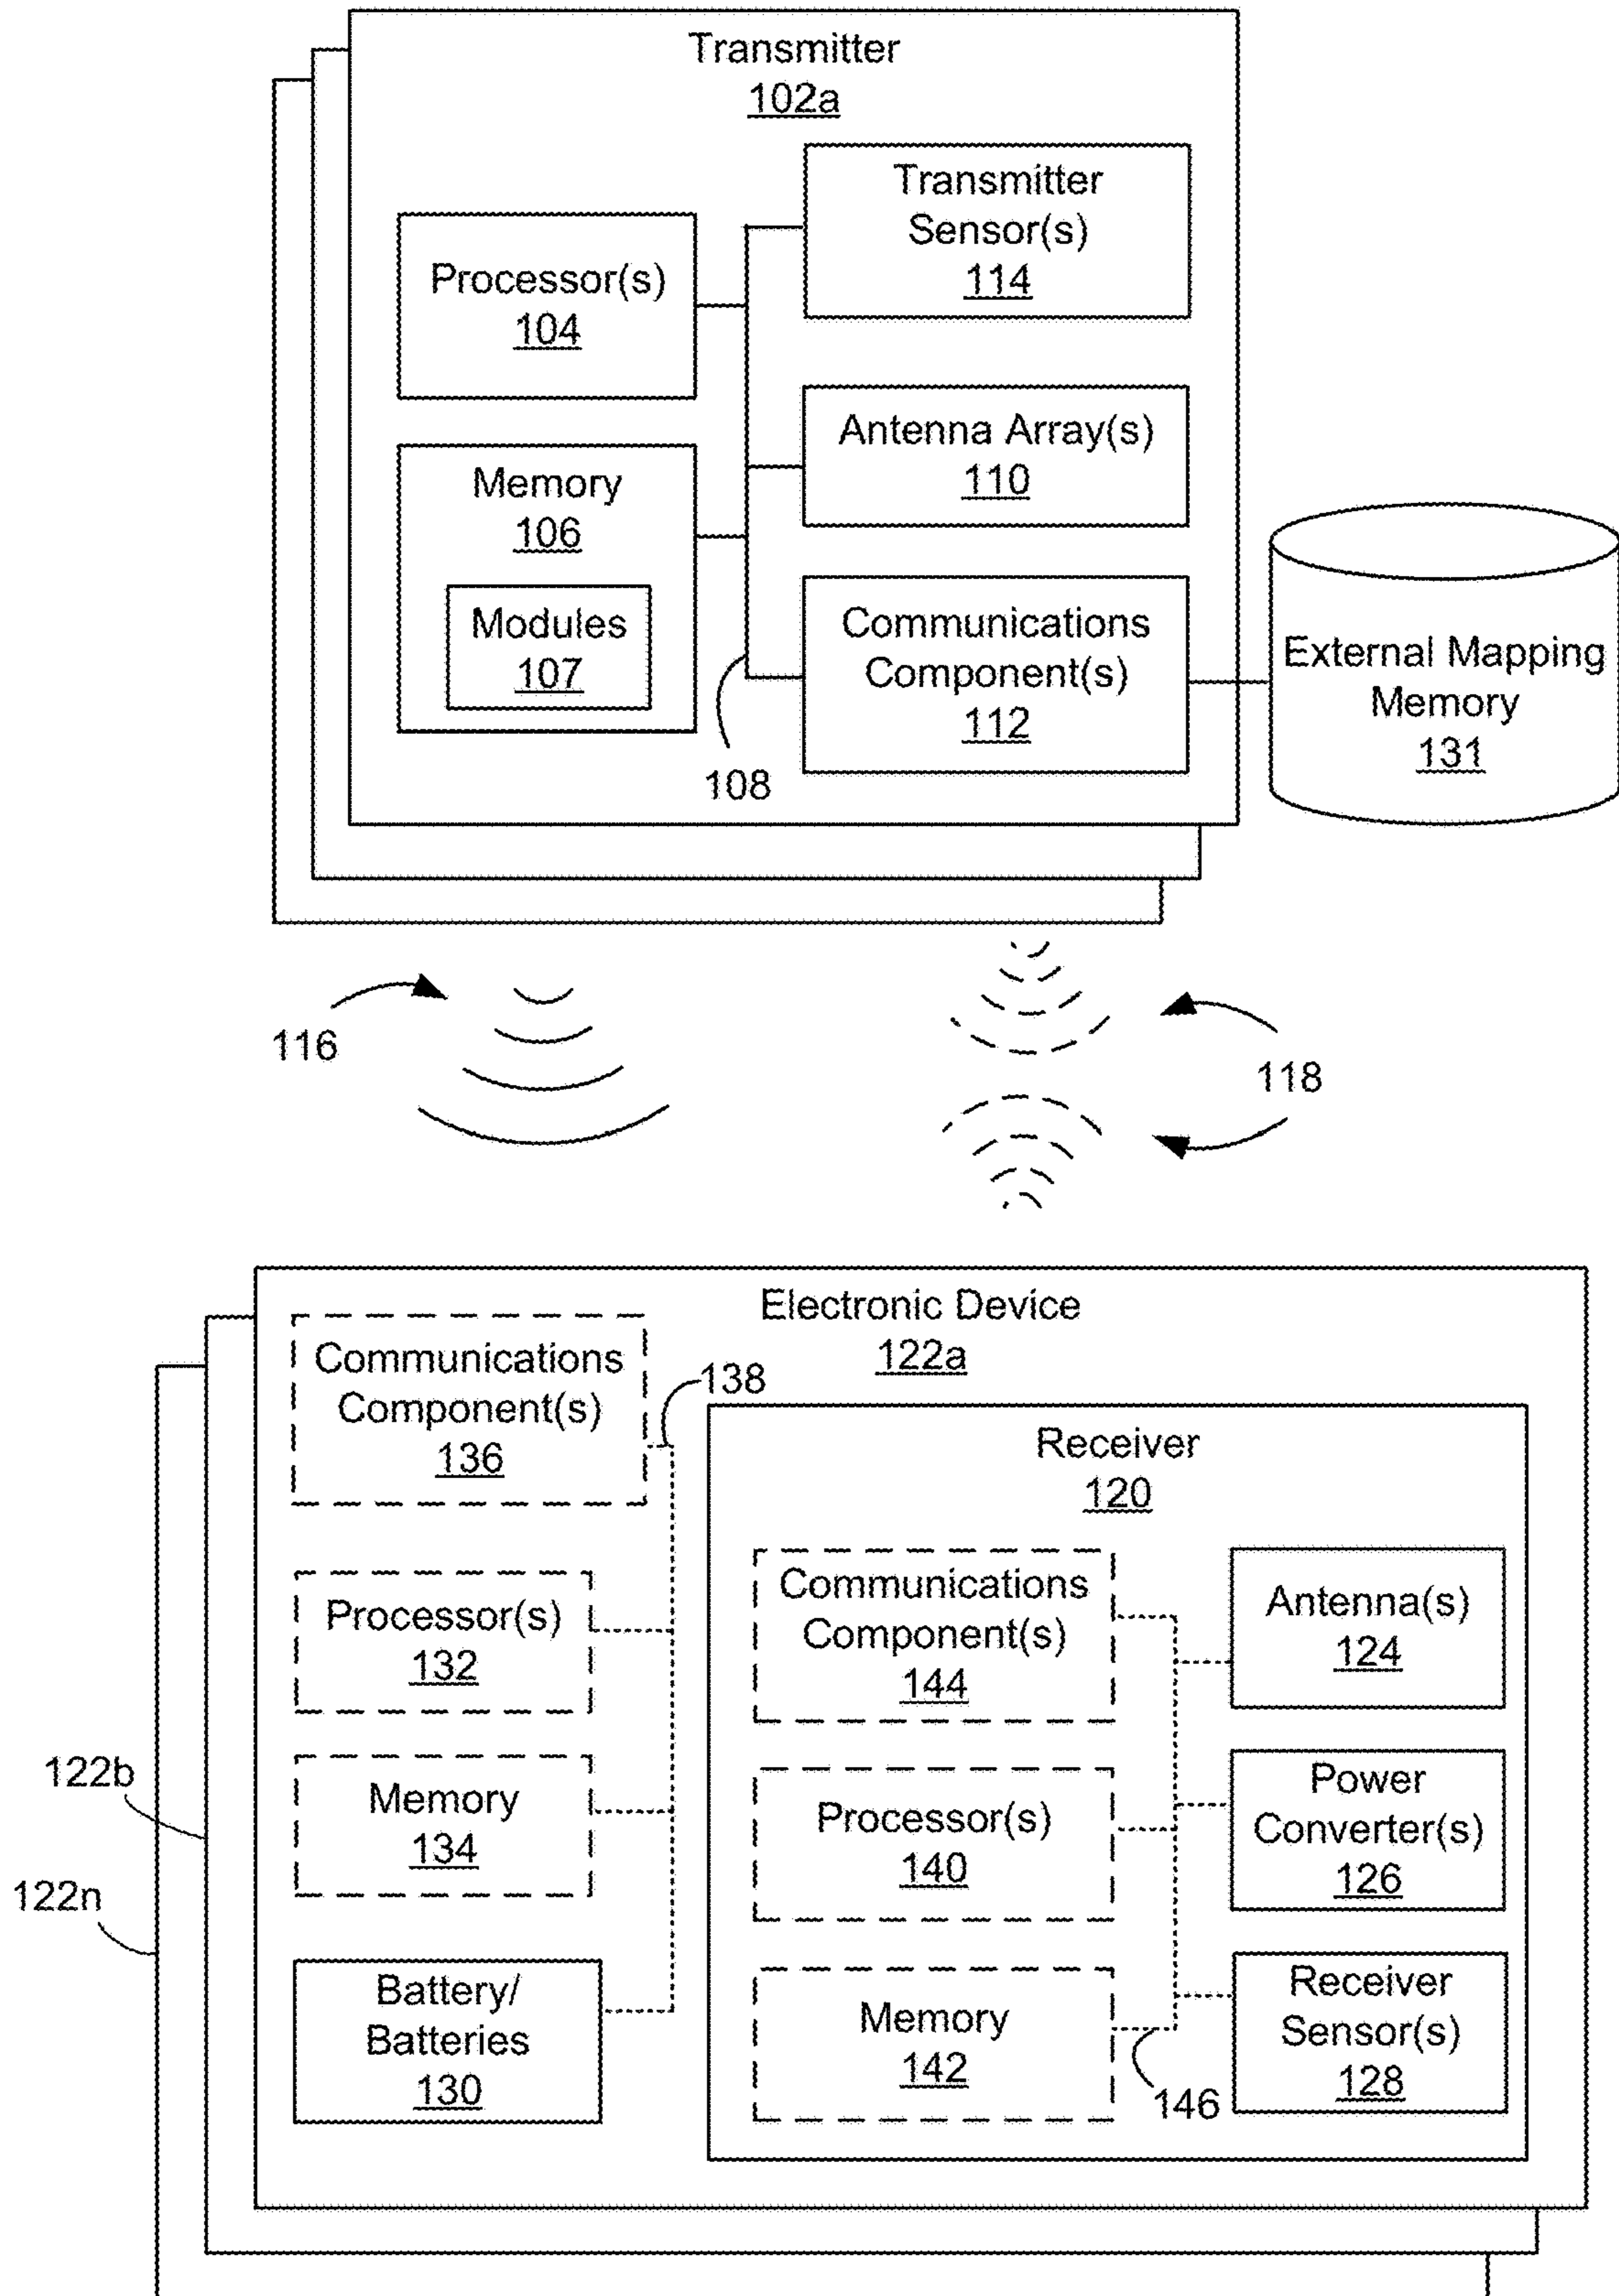 Transmitter
102a
Transmitter
Sensor(s)
114
Processor(s)
104
Antenna Array(s)
110
Memory
106
Modules
107
Communications
Component(s)
112
108
External Mapping
Memory
131
116
118
Electronic Device
122a
Communications
Component(s)
136
138
Receiver
120
Processor(s)
132
Communications
Component(s)
144
Antenna(s)
124
122b
Memory
134
Processor(s)
140
Power
Converter(s)
126
122n
Battery/
Batteries
130
Memory
142
146
Receiver
Sensor(s)
128